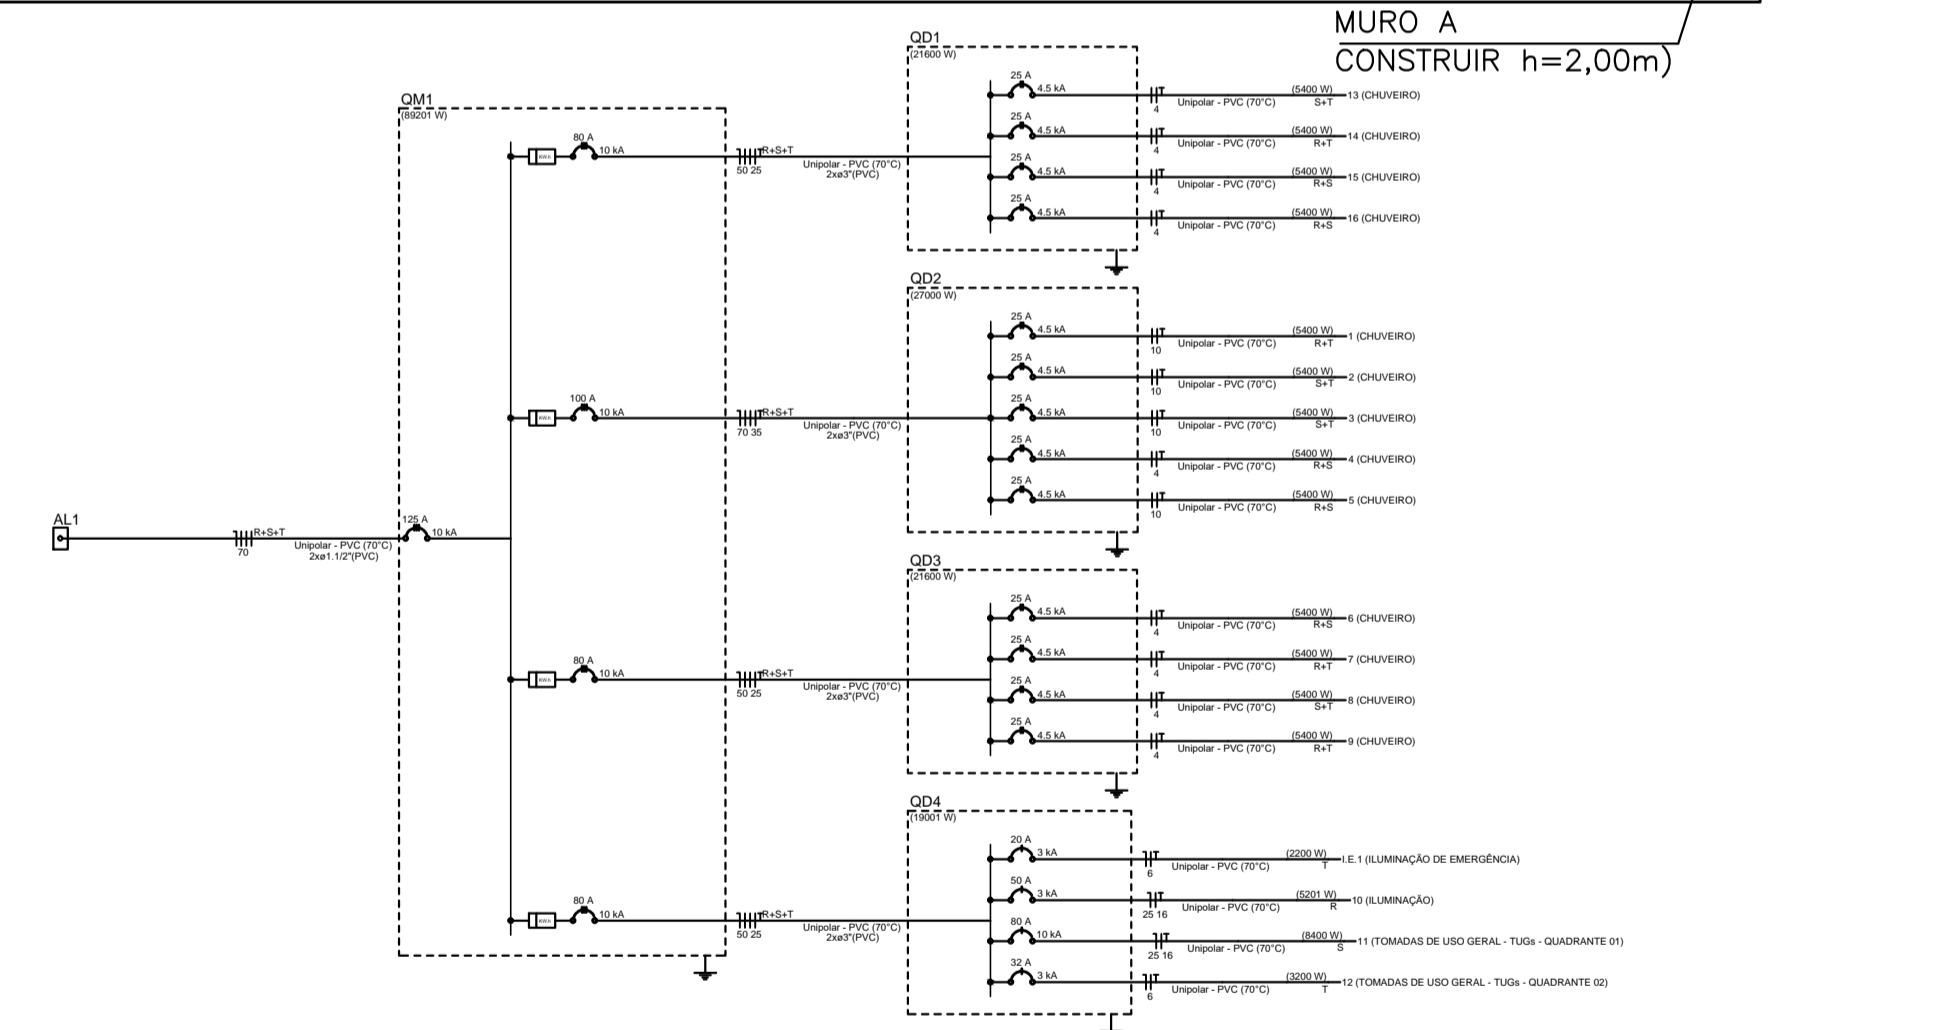 MURO A
CONSTRUIR h=2,00m)
QM1
(89201 W)
AL1
R+S+T
70
Unipolar - PVC (70°C)
2xø1.1/2"(PVC)
125 A
10 kA
80 A
10 kA
R+S+T
50 25
Unipolar - PVC (70°C)
2xø3"(PVC)
100 A
10 kA
R+S+T
70 35
Unipolar - PVC (70°C)
2xø3"(PVC)
80 A
10 kA
R+S+T
50 25
Unipolar - PVC (70°C)
2xø3"(PVC)
80 A
10 kA
R+S+T
50 25
Unipolar - PVC (70°C)
2xø3"(PVC)
QD1
(21600 W)
25 A
4.5 kA
4
Unipolar - PVC (70°C)
(5400 W)
S+T
13 (CHUVEIRO)
25 A
4.5 kA
4
Unipolar - PVC (70°C)
(5400 W)
R+T
14 (CHUVEIRO)
25 A
4.5 kA
4
Unipolar - PVC (70°C)
(5400 W)
R+S
15 (CHUVEIRO)
25 A
4.5 kA
4
Unipolar - PVC (70°C)
(5400 W)
R+S
16 (CHUVEIRO)
QD2
(27000 W)
25 A
4.5 kA
10
Unipolar - PVC (70°C)
(5400 W)
R+T
1 (CHUVEIRO)
25 A
4.5 kA
10
Unipolar - PVC (70°C)
(5400 W)
S+T
2 (CHUVEIRO)
25 A
4.5 kA
10
Unipolar - PVC (70°C)
(5400 W)
S+T
3 (CHUVEIRO)
25 A
4.5 kA
4
Unipolar - PVC (70°C)
(5400 W)
R+S
4 (CHUVEIRO)
25 A
4.5 kA
10
Unipolar - PVC (70°C)
(5400 W)
R+S
5 (CHUVEIRO)
QD3
(21600 W)
25 A
4.5 kA
4
Unipolar - PVC (70°C)
(5400 W)
R+S
6 (CHUVEIRO)
25 A
4.5 kA
4
Unipolar - PVC (70°C)
(5400 W)
R+T
7 (CHUVEIRO)
25 A
4.5 kA
4
Unipolar - PVC (70°C)
(5400 W)
S+T
8 (CHUVEIRO)
25 A
4.5 kA
4
Unipolar - PVC (70°C)
(5400 W)
R+T
9 (CHUVEIRO)
QD4
(19001 W)
20 A
3 kA
6
Unipolar - PVC (70°C)
(2200 W)
T
I.E.1 (ILUMINAÇÃO DE EMERGÊNCIA)
50 A
3 kA
25 16
Unipolar - PVC (70°C)
(5201 W)
R
10 (ILUMINAÇÃO)
80 A
10 kA
25 16
Unipolar - PVC (70°C)
(8400 W)
S
11 (TOMADAS DE USO GERAL - TUGs - QUADRANTE 01)
32 A
3 kA
6
Unipolar - PVC (70°C)
(3200 W)
T
12 (TOMADAS DE USO GERAL - TUGs - QUADRANTE 02)